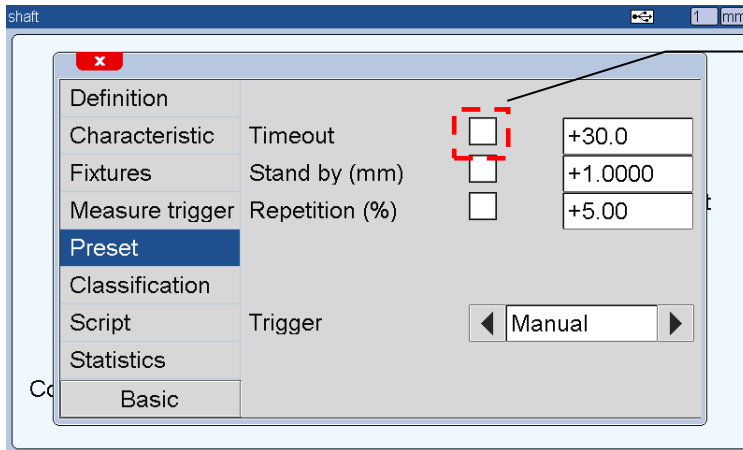 shaft 1 mm
x
Definition
Characteristic Timeout +30.0
Fixtures Stand by (mm) +1.0000
Measure trigger Repetition (%) +5.00
Preset
Classification
Script Trigger Manual
Statistics
Basic